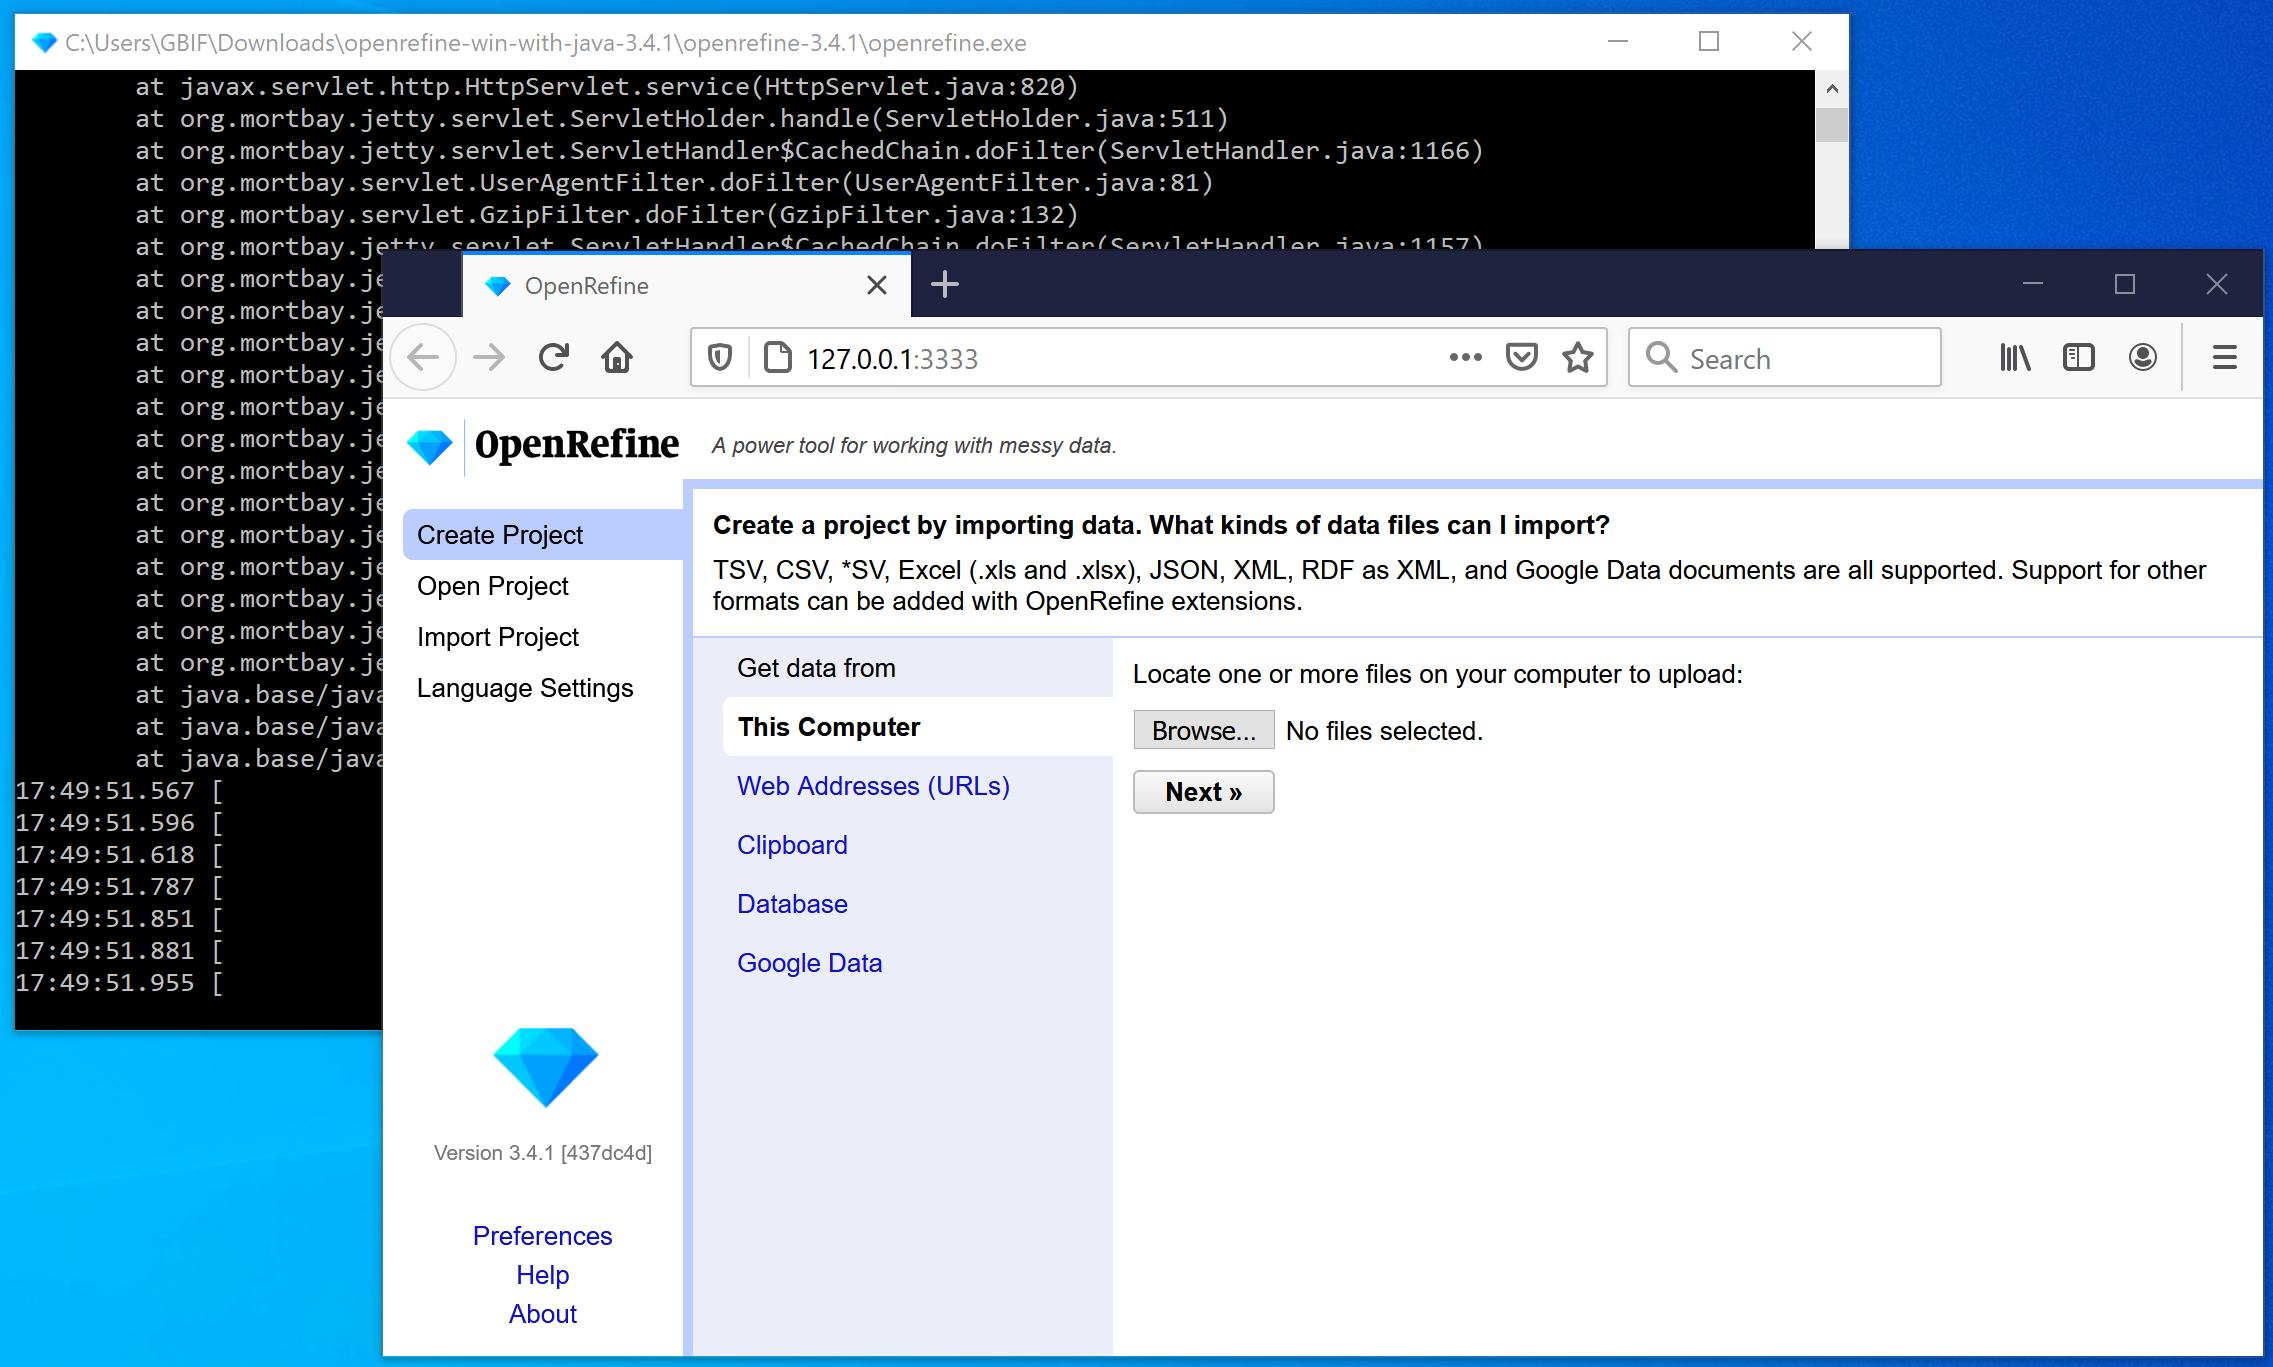 C:\Users\GBIF\Downloads\openrefine-win-with-java-3.4.1\openrefine-3.4.1\openrefine.exe
at javax.servlet.http.HttpServlet.service(HttpServlet.java:820)
at org.mortbay.jetty.servlet.ServletHolder.handle(ServletHolder.java:511)
at org.mortbay.jetty.servlet.ServletHandler$CachedChain.doFilter(ServletHandler.java:1166)
at org.mortbay.servlet.UserAgentFilter.doFilter(UserAgentFilter.java:81)
at org.mortbay.servlet.GzipFilter.doFilter(GzipFilter.java:132)
at org.mortbay.jetty.servlet.ServletHandler$CachedChain.doFilter(ServletHandler.java:1157)
at org.mortbay.je
at org.mortbay.je
at org.mortbay.je
at org.mortbay.je
at org.mortbay.je
at org.mortbay.je
at org.mortbay.je
at org.mortbay.je
at org.mortbay.je
at org.mortbay.je
at org.mortbay.je
at org.mortbay.je
at org.mortbay.je
at java.base/java
at java.base/java
at java.base/java
17:49:51.567 [
17:49:51.596 [
17:49:51.618 [
17:49:51.787 [
17:49:51.851 [
17:49:51.881 [
17:49:51.955 [
OpenRefine
127.0.0.1:3333
Search
OpenRefine
A power tool for working with messy data.
Create Project
Open Project
Import Project
Language Settings
Version 3.4.1 [437dc4d]
Preferences
Help
About
Create a project by importing data. What kinds of data files can I import?
TSV, CSV, *SV, Excel (.xls and .xlsx), JSON, XML, RDF as XML, and Google Data documents are all supported. Support for other
formats can be added with OpenRefine extensions.
Get data from
This Computer
Web Addresses (URLs)
Clipboard
Database
Google Data
Locate one or more files on your computer to upload:
Browse... No files selected.
Next »